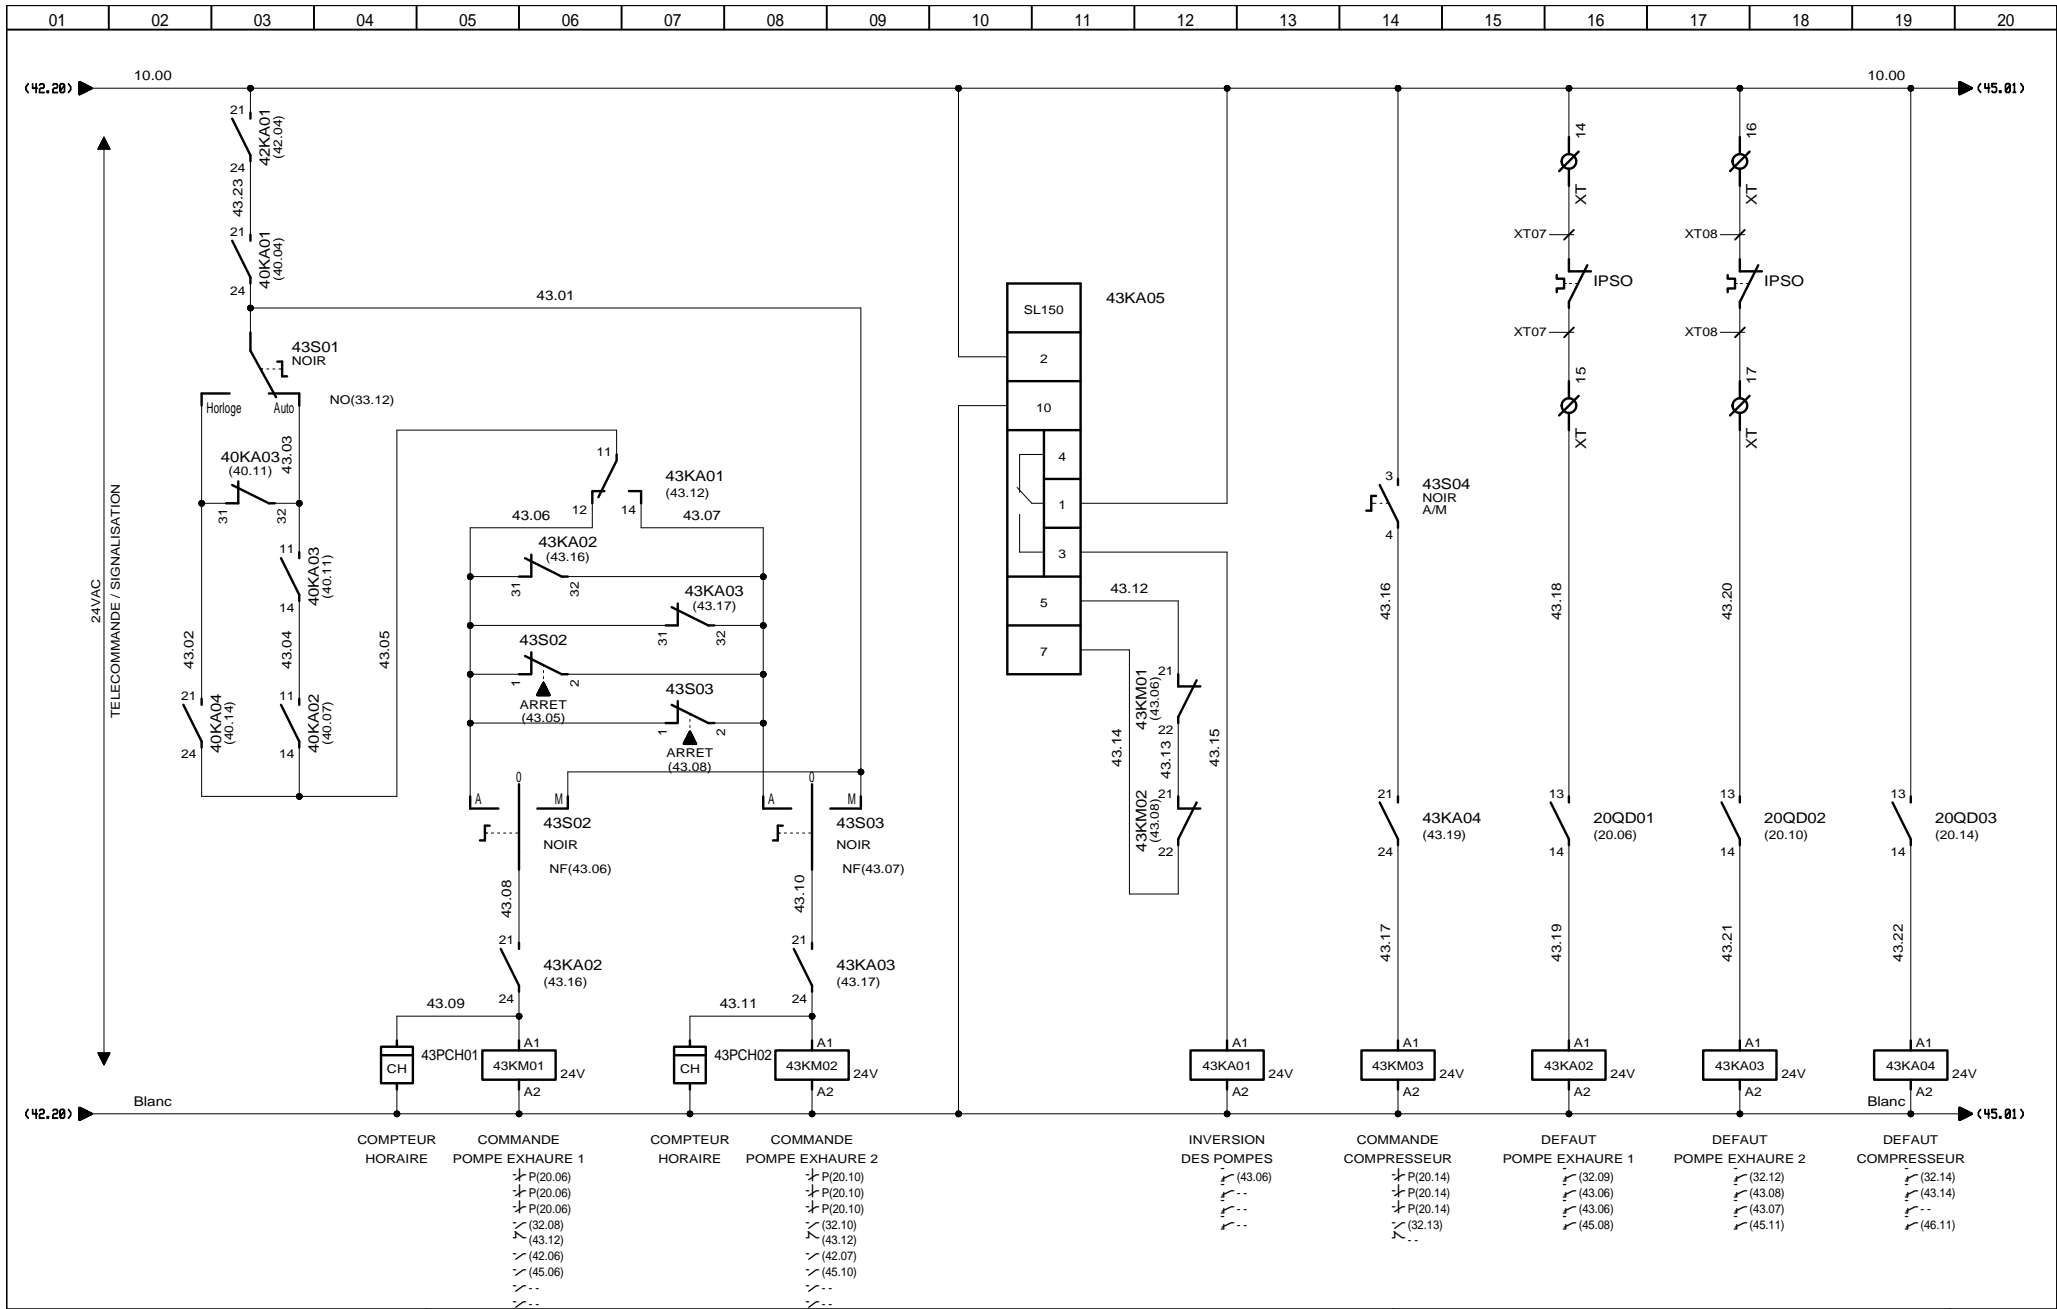 01 02 03 04 05 06 07 08 09 10 11 12 13 14 15 16 17 18 19 20
10.00
10.00
(42.20)
(45.01)
24VAC
TELECOMMANDE / SIGNALISATION
21
42KA01
(42.04)
24
43.23
21
40KA01
(40.04)
24
43.01
43S01
NOIR
NO(33.12)
Horloge
Auto
43.03
40KA03
(40.11)
31
32
11
40KA03
(40.11)
14
43.02
43.04
43.05
21
40KA04
(40.14)
24
11
40KA02
(40.07)
14
11
43KA01
(43.12)
12
14
43.06
43.07
43KA02
(43.16)
31
32
43KA03
(43.17)
31
32
43S02
1
2
ARRET
(43.05)
43S03
1
2
ARRET
(43.08)
A
0
M
43S02
NOIR
NF(43.06)
A
0
M
43S03
NOIR
NF(43.07)
43.08
43.10
21
43KA02
(43.16)
24
21
43KA03
(43.17)
24
43.09
43.11
CH
43PCH01
A1
43KM01
24V
A2
CH
43PCH02
A1
43KM02
24V
A2
43KA05
SL150
2
10
4
1
3
5
7
43.12
21
43KM01
(43.06)
22
43.13
43.14
43.15
21
43KM02
(43.08)
22
A1
43KA01
24V
A2
3
43S04
NOIR
A/M
4
43.16
21
43KA04
(43.19)
24
43.17
A1
43KM03
24V
A2
14
XT
XT07
IPSO
XT07
15
XT
43.18
13
20QD01
(20.06)
14
43.19
A1
43KA02
24V
A2
16
XT
XT08
IPSO
XT08
17
XT
43.20
13
20QD02
(20.10)
14
43.21
A1
43KA03
24V
A2
13
20QD03
(20.14)
14
43.22
A1
43KA04
24V
A2
(42.20)
Blanc
Blanc
(45.01)
COMPTEUR
HORAIRE
COMMANDE
POMPE EXHAURE 1
P(20.06)
P(20.06)
P(20.06)
(32.08)
(43.12)
(42.06)
(45.06)
--
--
COMPTEUR
HORAIRE
COMMANDE
POMPE EXHAURE 2
P(20.10)
P(20.10)
P(20.10)
(32.10)
(43.12)
(42.07)
(45.10)
--
--
INVERSION
DES POMPES
(43.06)
--
--
--
COMMANDE
COMPRESSEUR
P(20.14)
P(20.14)
P(20.14)
(32.13)
--
DEFAUT
POMPE EXHAURE 1
(32.09)
(43.06)
(43.06)
(45.08)
DEFAUT
POMPE EXHAURE 2
(32.12)
(43.08)
(43.07)
(45.11)
DEFAUT
COMPRESSEUR
(32.14)
(43.14)
--
(46.11)